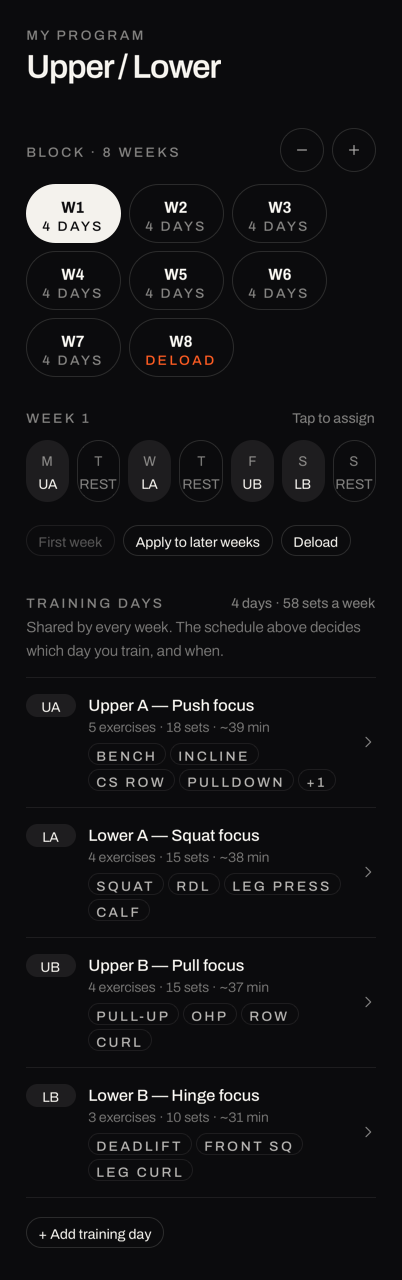 MY PROGRAM
Upper / Lower
BLOCK · 8 WEEKS − +
W1 W2 W3
4 DAYS 4 DAYS 4 DAYS
W4 W5 W6
4 DAYS 4 DAYS 4 DAYS
W7 W8
4 DAYS DELOAD
WEEK 1 Tap to assign
M T W T F S S
UA REST LA REST UB LB REST
First week Apply to later weeks Deload
TRAINING DAYS 4 days · 58 sets a week
Shared by every week. The schedule above decides
which day you train, and when.
UA Upper A — Push focus
5 exercises · 18 sets · ~39 min
BENCH INCLINE
CS ROW PULLDOWN +1
LA Lower A — Squat focus
4 exercises · 15 sets · ~38 min
SQUAT RDL LEG PRESS
CALF
UB Upper B — Pull focus
4 exercises · 15 sets · ~37 min
PULL-UP OHP ROW
CURL
LB Lower B — Hinge focus
3 exercises · 10 sets · ~31 min
DEADLIFT FRONT SQ
LEG CURL
+ Add training day